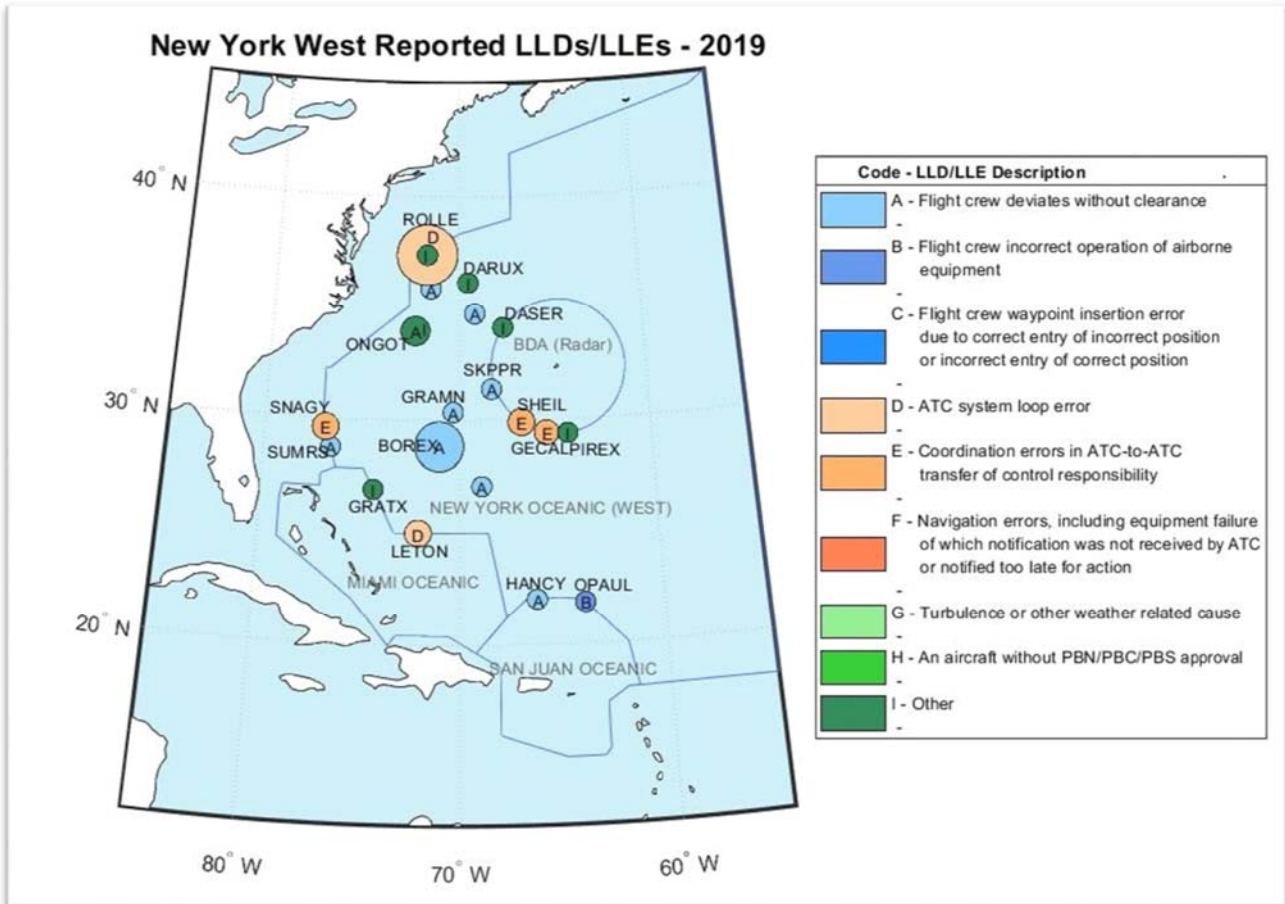 New York West Reported LLDs/LLEs - 2019
40° N
ROLLE
D
I
DARUX
I
A
A
DASER
I
A I
ONGOT
BDA (Radar)
SKPPR
A
30° N
SNAGY
E
GRAMN
A
SHEIL
E
E
I
SUMRS
A
BOREX
A
GECALPIREX
A
I
GRATX
NEW YORK OCEANIC (WEST)
D
LETON
MIAMI OCEANIC
HANCY
OPAUL
A
B
20° N
SAN JUAN OCEANIC
80° W
70° W
60° W
Code - LLD/LLE Description .
A - Flight crew deviates without clearance
-
B - Flight crew incorrect operation of airborne
equipment
-
C - Flight crew waypoint insertion error
due to correct entry of incorrect position
or incorrect entry of correct position
-
D - ATC system loop error
-
E - Coordination errors in ATC-to-ATC
transfer of control responsibility
-
F - Navigation errors, including equipment failure
of which notification was not received by ATC
or notified too late for action
-
G - Turbulence or other weather related cause
-
H - An aircraft without PBN/PBC/PBS approval
-
I - Other
-